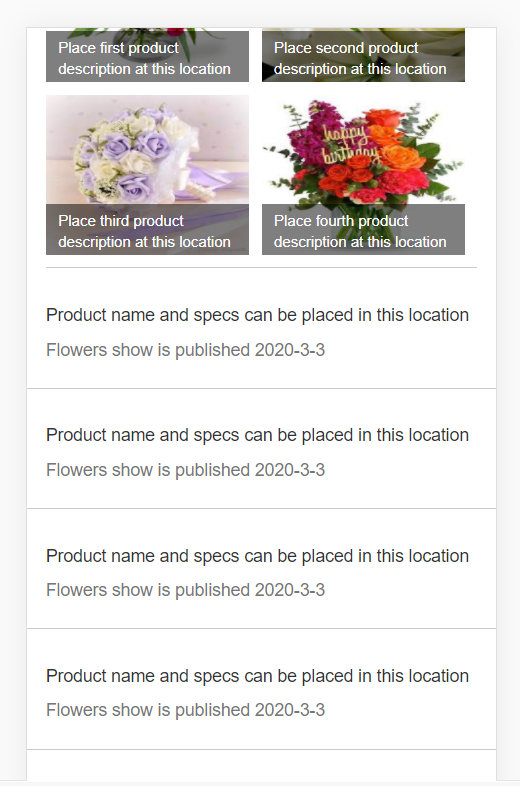 Place first product
description at this location
Place second product
description at this location
happy
birthday
Place third product
description at this location
Place fourth product
description at this location
Product name and specs can be placed in this location
Flowers show is published 2020-3-3
Product name and specs can be placed in this location
Flowers show is published 2020-3-3
Product name and specs can be placed in this location
Flowers show is published 2020-3-3
Product name and specs can be placed in this location
Flowers show is published 2020-3-3